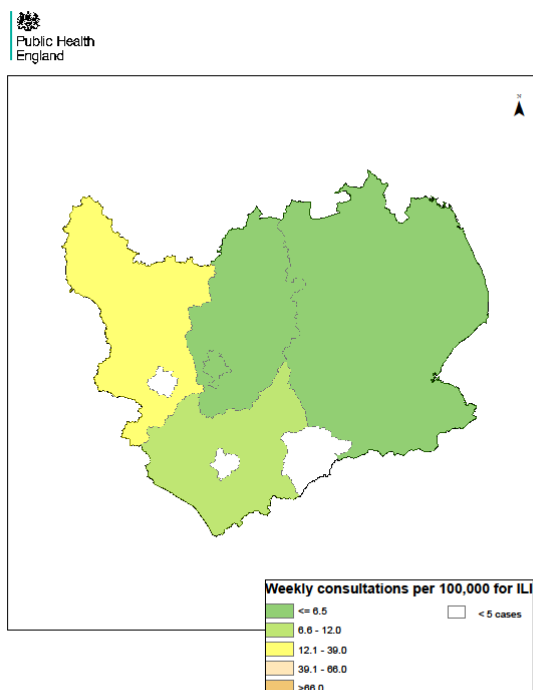 Public Health
England
N
Weekly consultations per 100,000 for ILI
<= 6.5
< 5 cases
6.6 - 12.0
12.1 - 39.0
39.1 - 66.0
>66.0